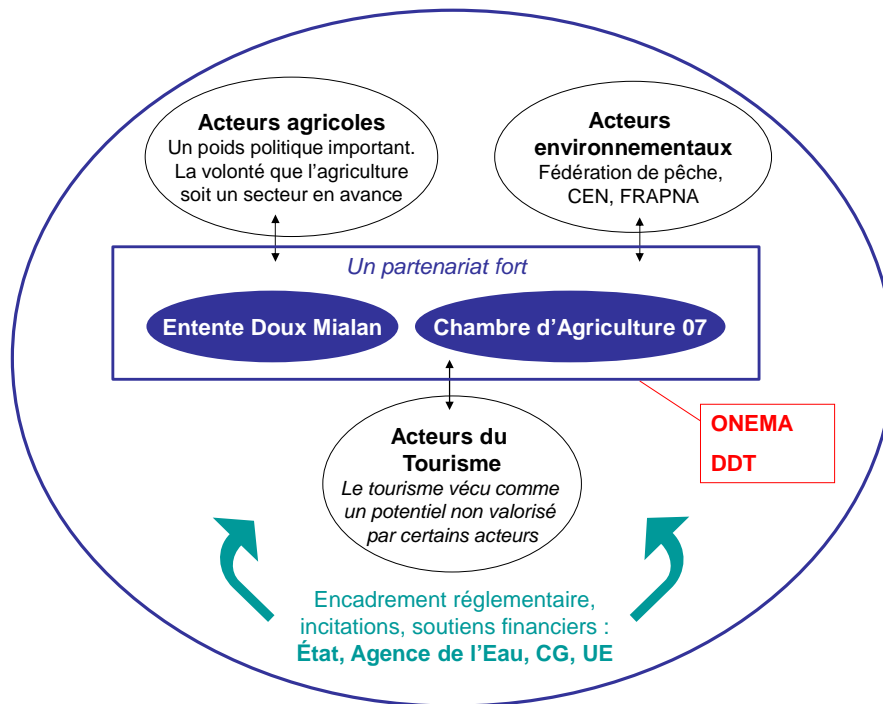 Acteurs agricoles
Un poids politique important.
La volonté que l'agriculture
soit un secteur en avance
Acteurs
environnementaux
Fédération de pêche,
CEN, FRAPNA
Un partenariat fort
Entente Doux Mialan
Chambre d'Agriculture 07
ONEMA
DDT
Acteurs du
Tourisme
Le tourisme vécu comme
un potentiel non valorisé
par certains acteurs
Encadrement réglementaire,
incitations, soutiens financiers :
État, Agence de l'Eau, CG, UE